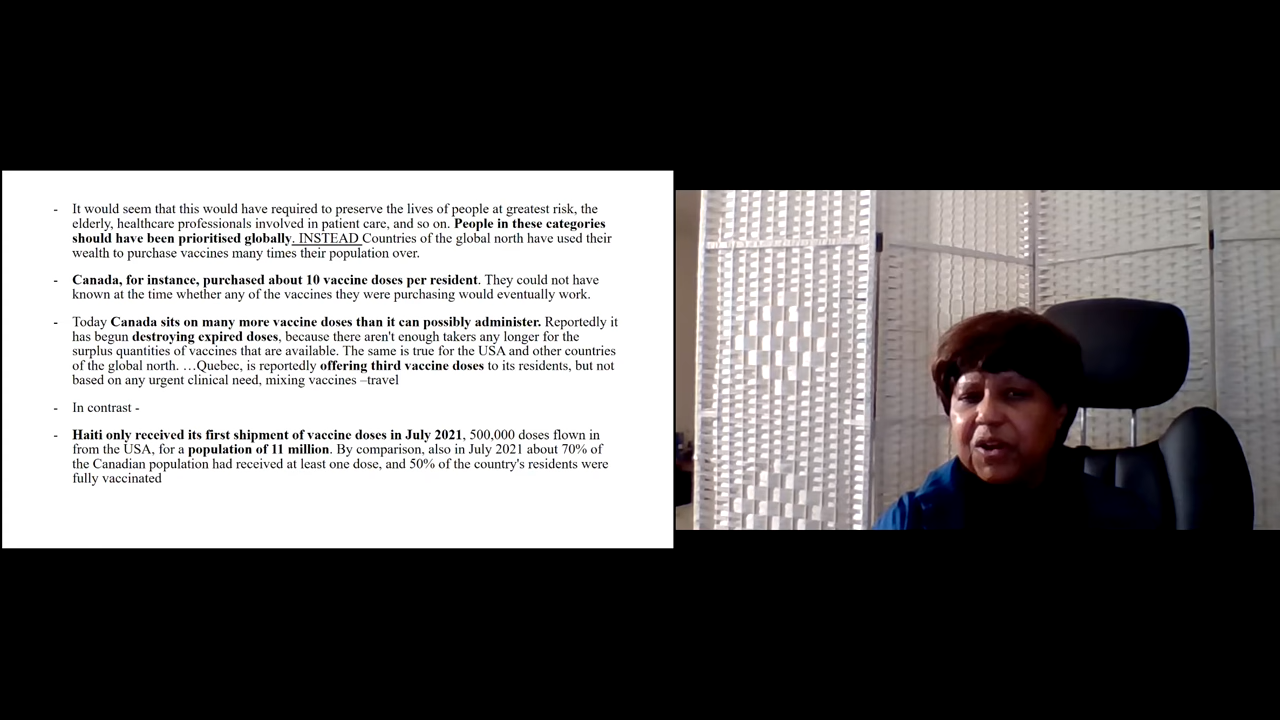 - It would seem that this would have required to preserve the lives of people at greatest risk, the
elderly, healthcare professionals involved in patient care, and so on. People in these categories
should have been prioritised globally. INSTEAD Countries of the global north have used their
wealth to purchase vaccines many times their population over.
- Canada, for instance, purchased about 10 vaccine doses per resident. They could not have
known at the time whether any of the vaccines they were purchasing would eventually work.
- Today Canada sits on many more vaccine doses than it can possibly administer. Reportedly it
has begun destroying expired doses, because there aren't enough takers any longer for the
surplus quantities of vaccines that are available. The same is true for the USA and other countries
of the global north. …Quebec, is reportedly offering third vaccine doses to its residents, but not
based on any urgent clinical need, mixing vaccines –travel
- In contrast -
- Haiti only received its first shipment of vaccine doses in July 2021, 500,000 doses flown in
from the USA, for a population of 11 million. By comparison, also in July 2021 about 70% of
the Canadian population had received at least one dose, and 50% of the country's residents were
fully vaccinated